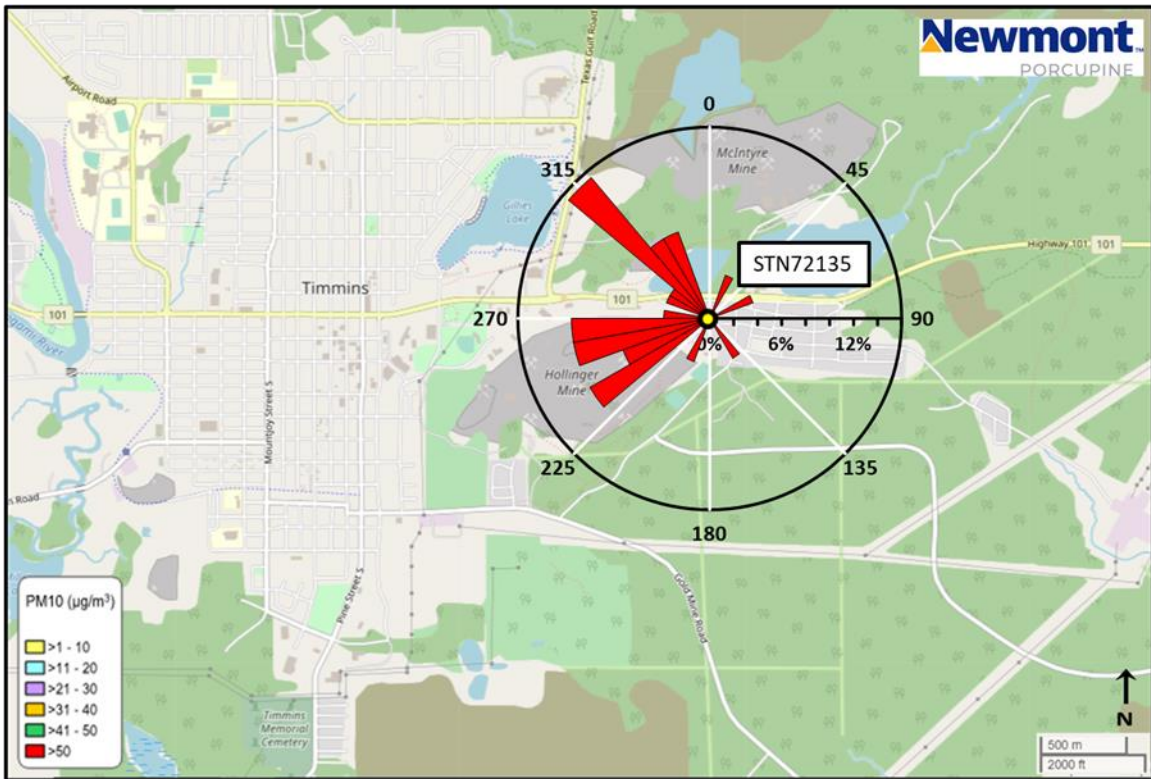 Newmont™
PORCUPINE
Airport Road
Texas Gulf Road
0
McIntyre
Mine
315
45
Gillies
Lake
STN72135
Highway 101
101
Timmins
101
101
270
90
0%
6%
12%
Mountjoy Street S
Hollinger
Mine
225
135
180
Pine Street S
Gold Mine Road
PM10 (µg/m³)
>1 - 10
>11 - 20
>21 - 30
>31 - 40
>41 - 50
>50
Timmins
Memorial
Cemetery
N
500 m
2000 ft